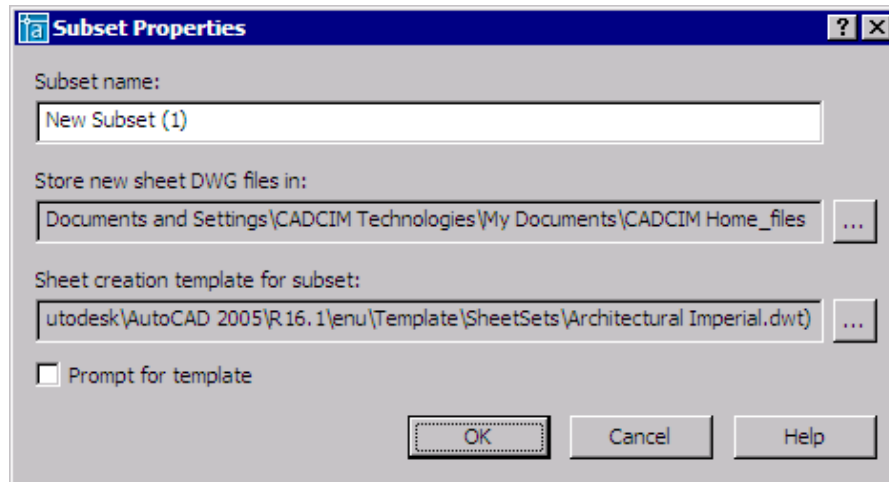 Subset Properties
Subset name:
New Subset (1)
Store new sheet DWG files in:
Documents and Settings\CADCIM Technologies\My Documents\CADCIM Home_files
...
Sheet creation template for subset:
utodesk\AutoCAD 2005\R16.1\enu\Template\SheetSets\Architectural Imperial.dwt)
...
Prompt for template
OK Cancel Help